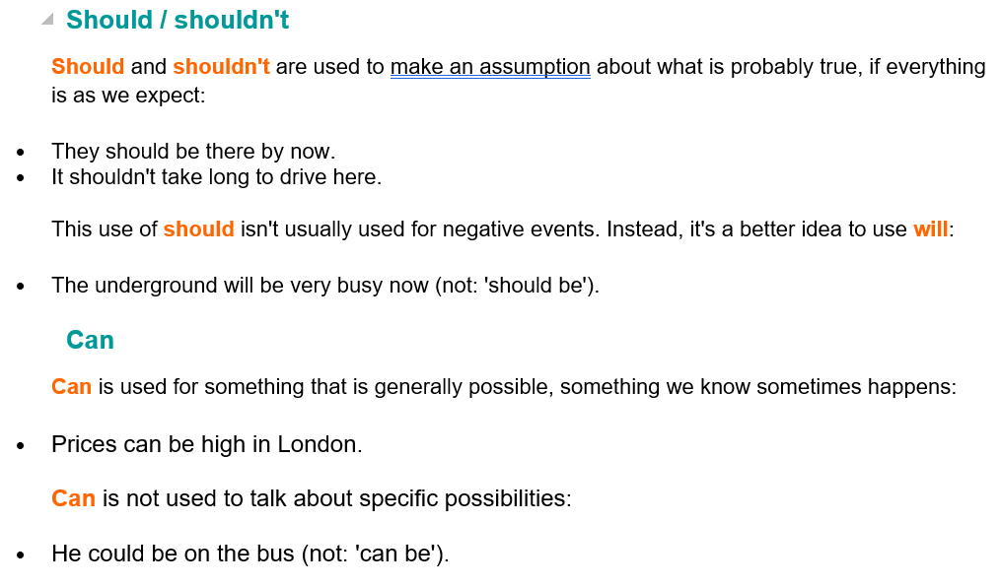 Should / shouldn't
Should and shouldn't are used to make an assumption about what is probably true, if everything
is as we expect:
• They should be there by now.
• It shouldn't take long to drive here.
This use of should isn't usually used for negative events. Instead, it's a better idea to use will:
• The underground will be very busy now (not: 'should be').
Can
Can is used for something that is generally possible, something we know sometimes happens:
• Prices can be high in London.
Can is not used to talk about specific possibilities:
• He could be on the bus (not: 'can be').